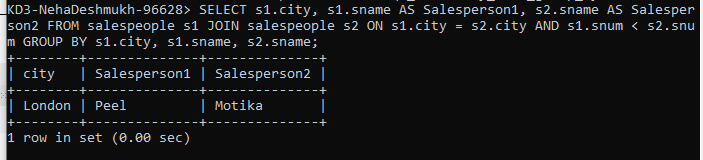 KD3-NehaDeshmukh-96628> SELECT s1.city, s1.sname AS Salesperson1, s2.sname AS Salesper
son2 FROM salespeople s1 JOIN salespeople s2 ON s1.city = s2.city AND s1.snum < s2.snu
m GROUP BY s1.city, s1.sname, s2.sname;
+--------+--------------+--------------+
| city   | Salesperson1 | Salesperson2 |
+--------+--------------+--------------+
| London | Peel         | Motika       |
+--------+--------------+--------------+
1 row in set (0.00 sec)